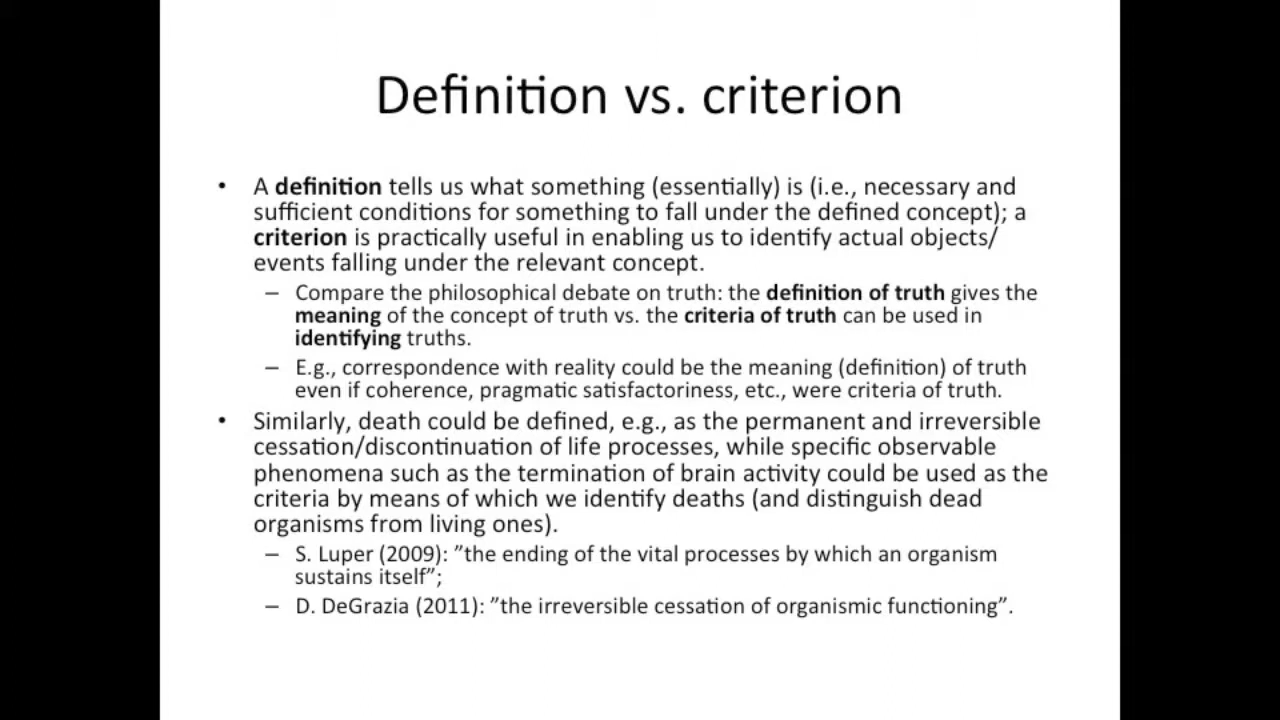 Definition vs. criterion
• A definition tells us what something (essentially) is (i.e., necessary and
sufficient conditions for something to fall under the defined concept); a
criterion is practically useful in enabling us to identify actual objects/
events falling under the relevant concept.
– Compare the philosophical debate on truth: the definition of truth gives the
meaning of the concept of truth vs. the criteria of truth can be used in
identifying truths.
– E.g., correspondence with reality could be the meaning (definition) of truth
even if coherence, pragmatic satisfactoriness, etc., were criteria of truth.
• Similarly, death could be defined, e.g., as the permanent and irreversible
cessation/discontinuation of life processes, while specific observable
phenomena such as the termination of brain activity could be used as the
criteria by means of which we identify deaths (and distinguish dead
organisms from living ones).
– S. Luper (2009): ”the ending of the vital processes by which an organism
sustains itself”;
– D. DeGrazia (2011): ”the irreversible cessation of organismic functioning”.